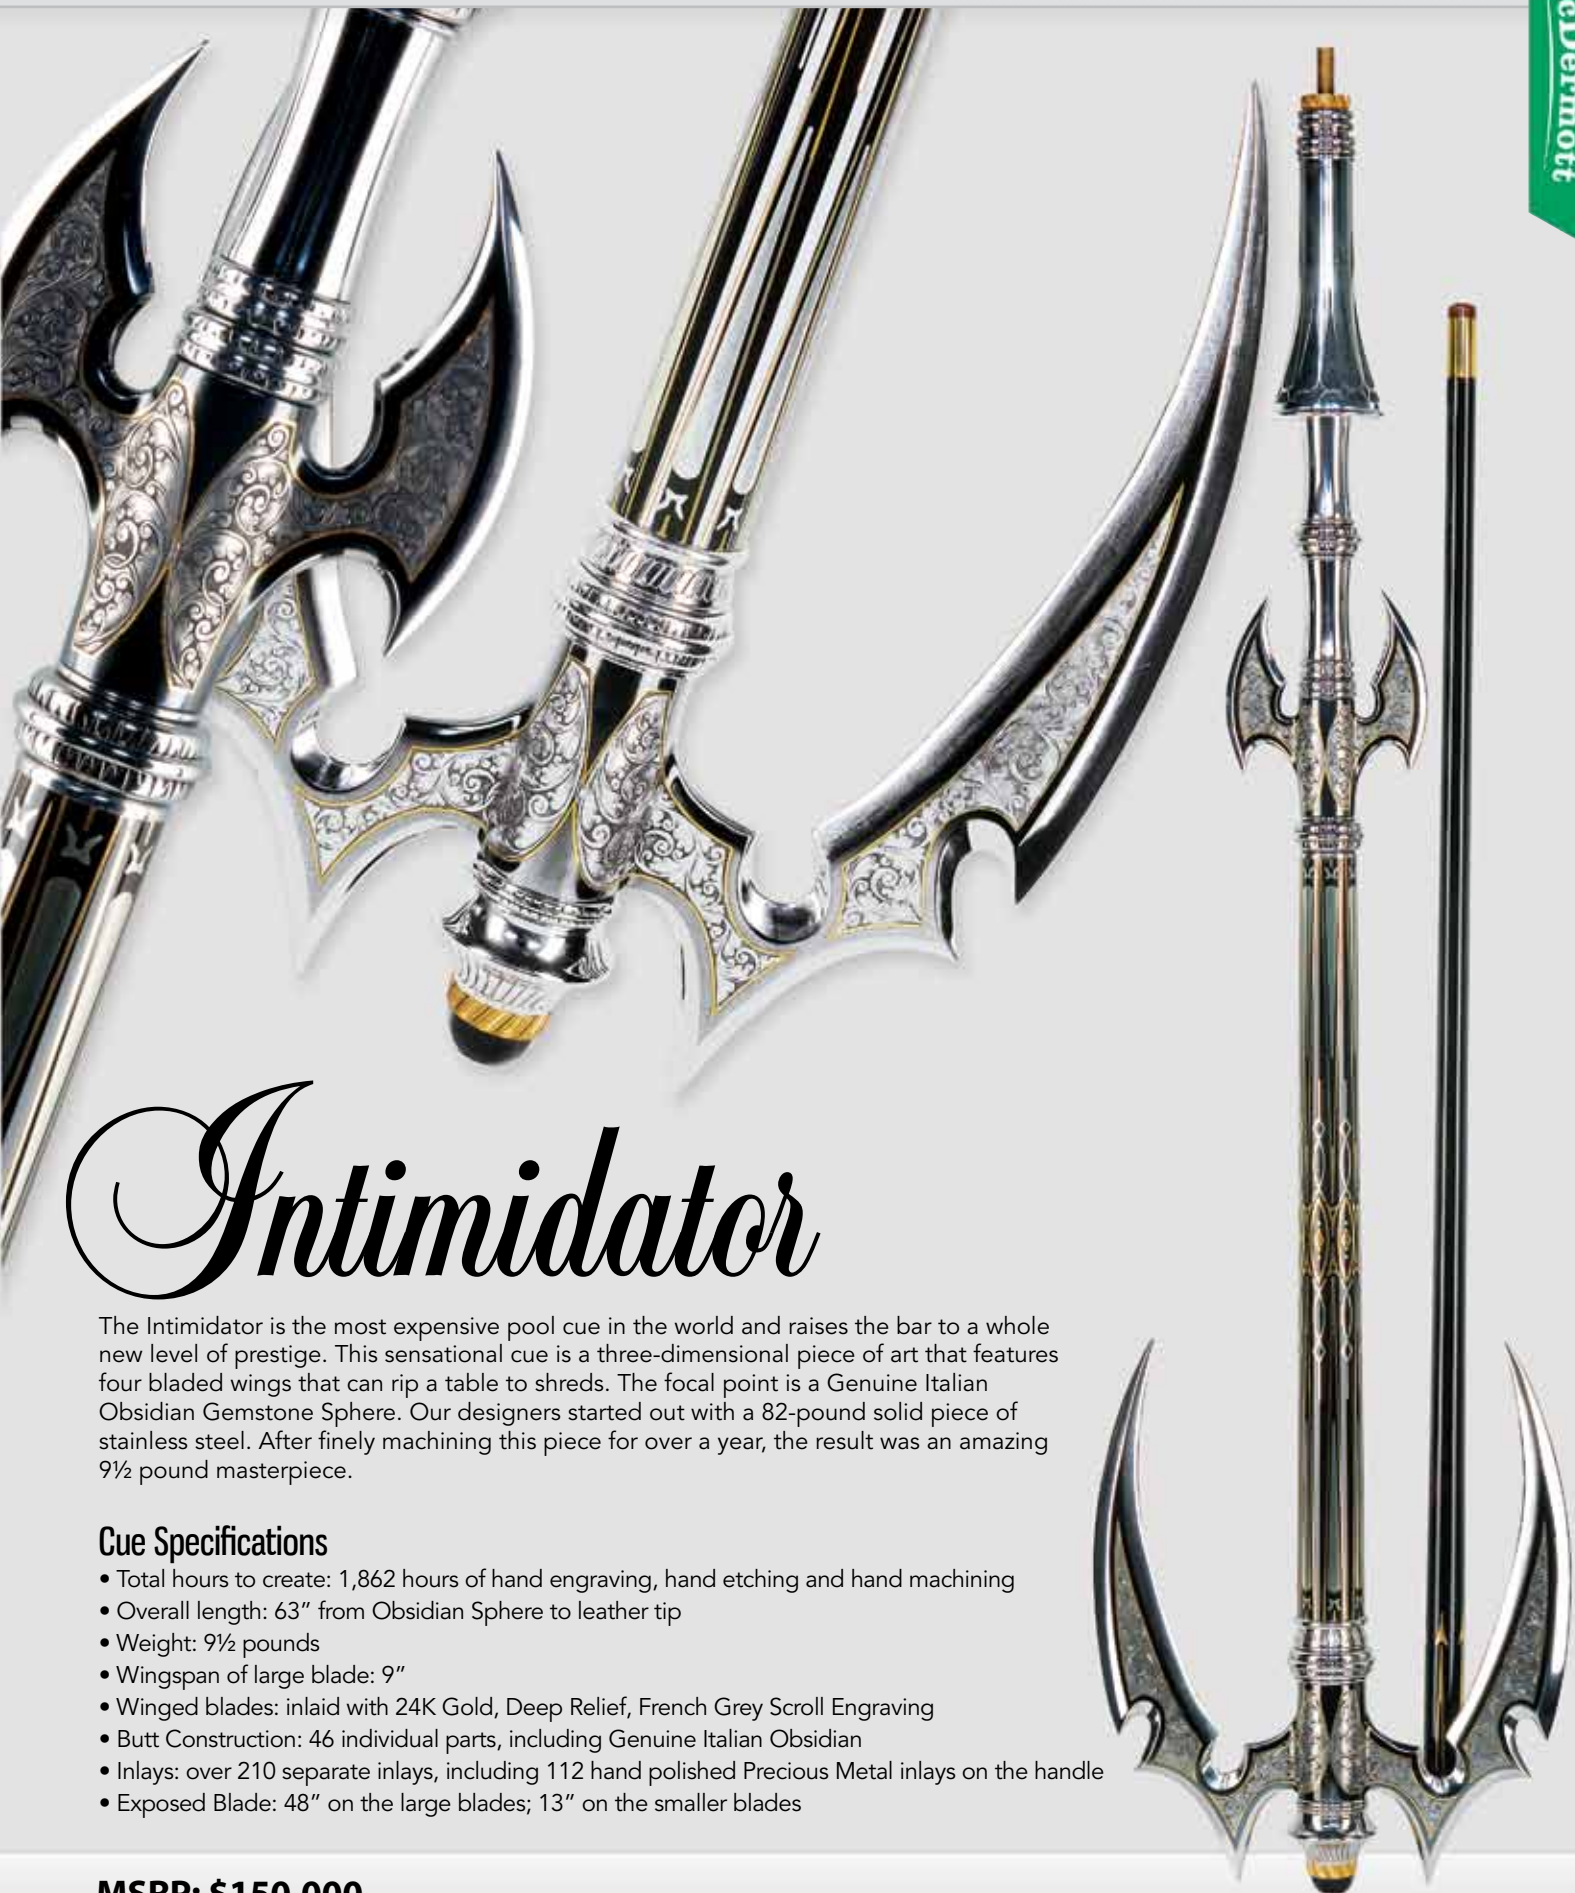 Intimidator
The Intimidator is the most expensive pool cue in the world and raises the bar to a whole
new level of prestige. This sensational cue is a three-dimensional piece of art that features
four bladed wings that can rip a table to shreds. The focal point is a Genuine Italian
Obsidian Gemstone Sphere. Our designers started out with a 82-pound solid piece of
stainless steel. After finely machining this piece for over a year, the result was an amazing
9½ pound masterpiece.
Cue Specifications
• Total hours to create: 1,862 hours of hand engraving, hand etching and hand machining
• Overall length: 63” from Obsidian Sphere to leather tip
• Weight: 9½ pounds
• Wingspan of large blade: 9”
• Winged blades: inlaid with 24K Gold, Deep Relief, French Grey Scroll Engraving
• Butt Construction: 46 individual parts, including Genuine Italian Obsidian
• Inlays: over 210 separate inlays, including 112 hand polished Precious Metal inlays on the handle
• Exposed Blade: 48” on the large blades; 13” on the smaller blades
MSRP: $150,000